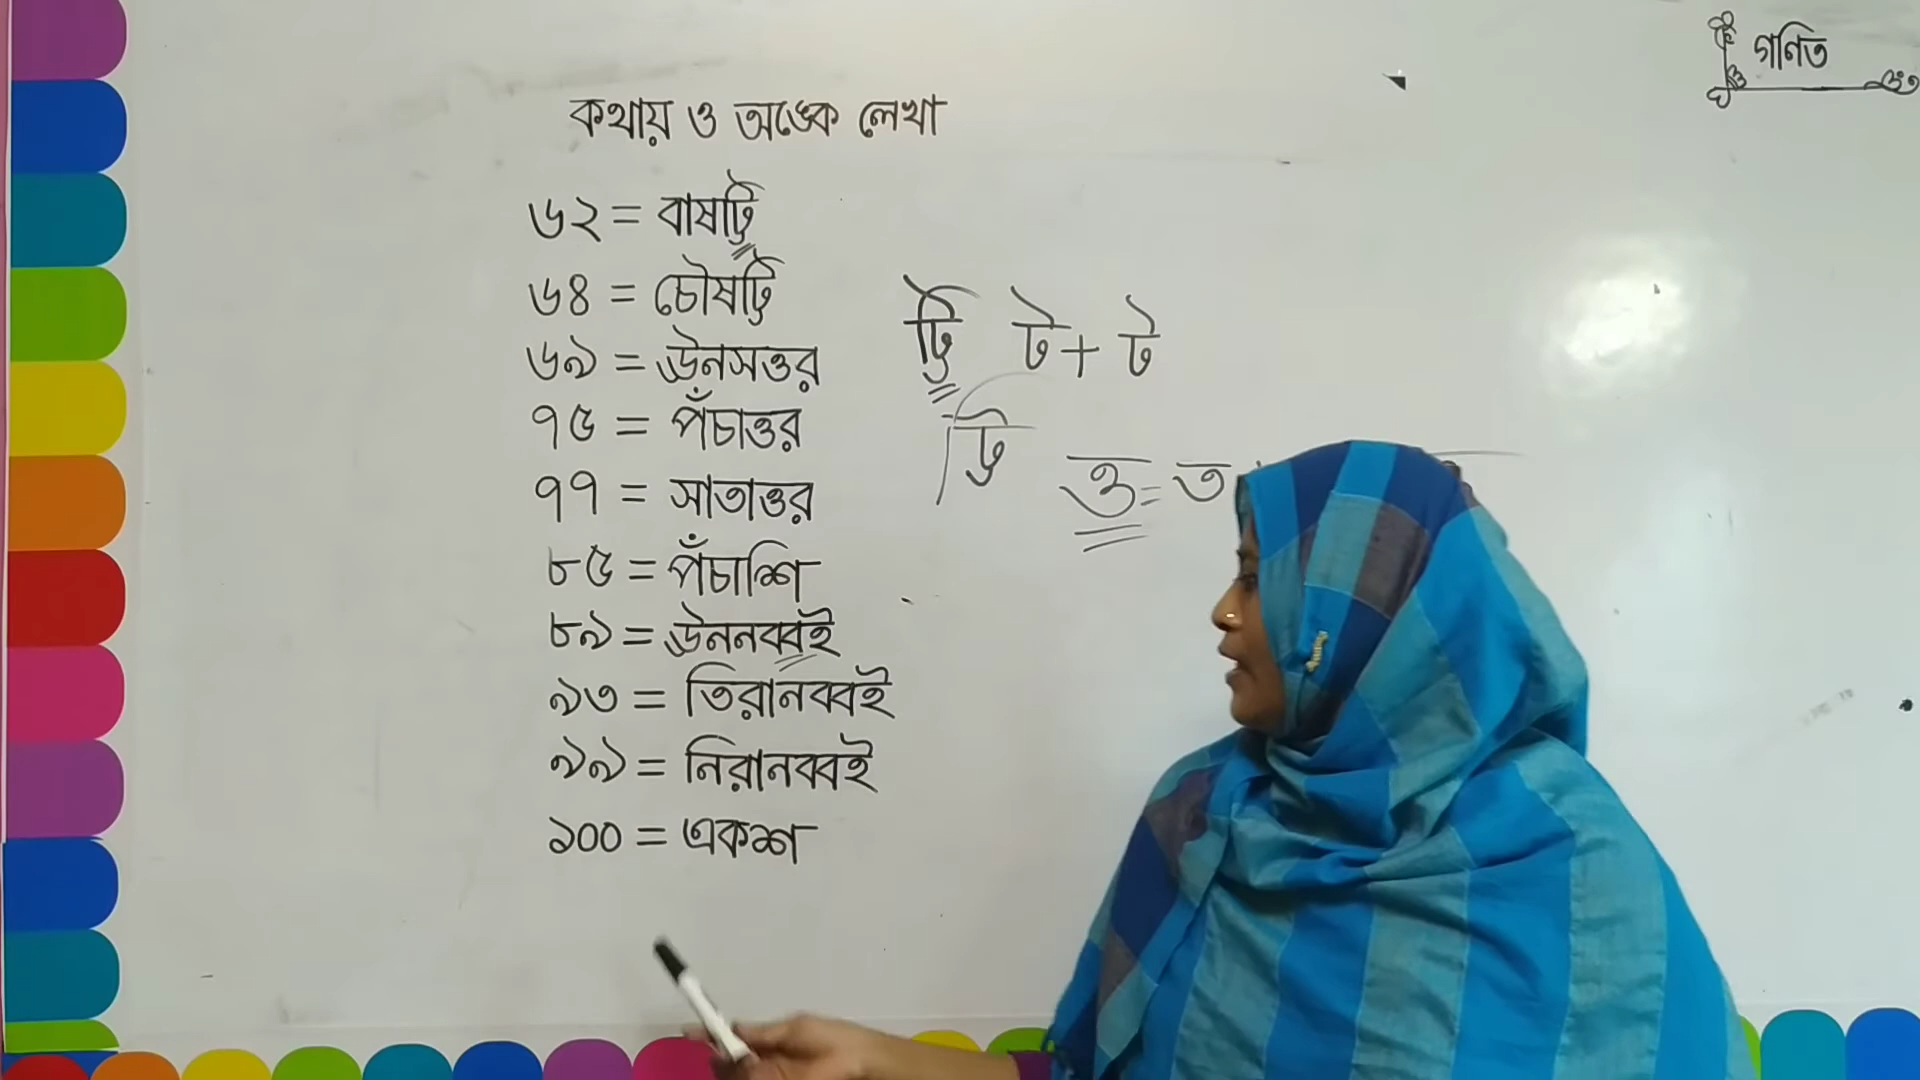 গণিত
কথায় ও অঙ্কে লেখা
৬২ = বাষট্টি
৬৪ = চৌষট্টি
৬৯ = ঊনসত্তর
৭৫ = পঁচাত্তর
৭৭ = সাতাত্তর
৮৫ = পঁচাশি
৮৯ = ঊননব্বই
৯৩ = তিরানব্বই
৯৯ = নিরানব্বই
১০০ = একশ
ট্টি ট + ট
ট্টি
ত্ত = ত